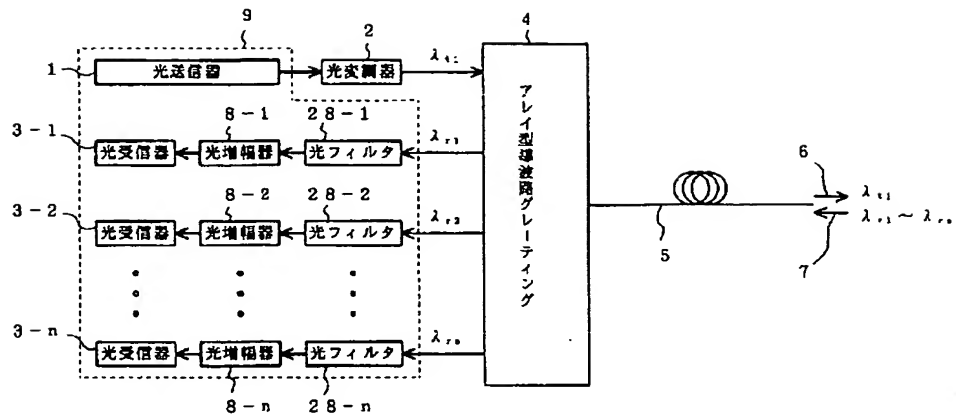 9
2
4
1
光送信器
光変調器
λt1
3-1
8-1
28-1
光受信器
光増幅器
光フィルタ
λr1
3-2
8-2
28-2
光受信器
光増幅器
光フィルタ
λr2
アレイ型導波路グレーティング
5
6
λt1
λr1~λrn
7
3-n
光受信器
光増幅器
光フィルタ
λrn
8-n
28-n